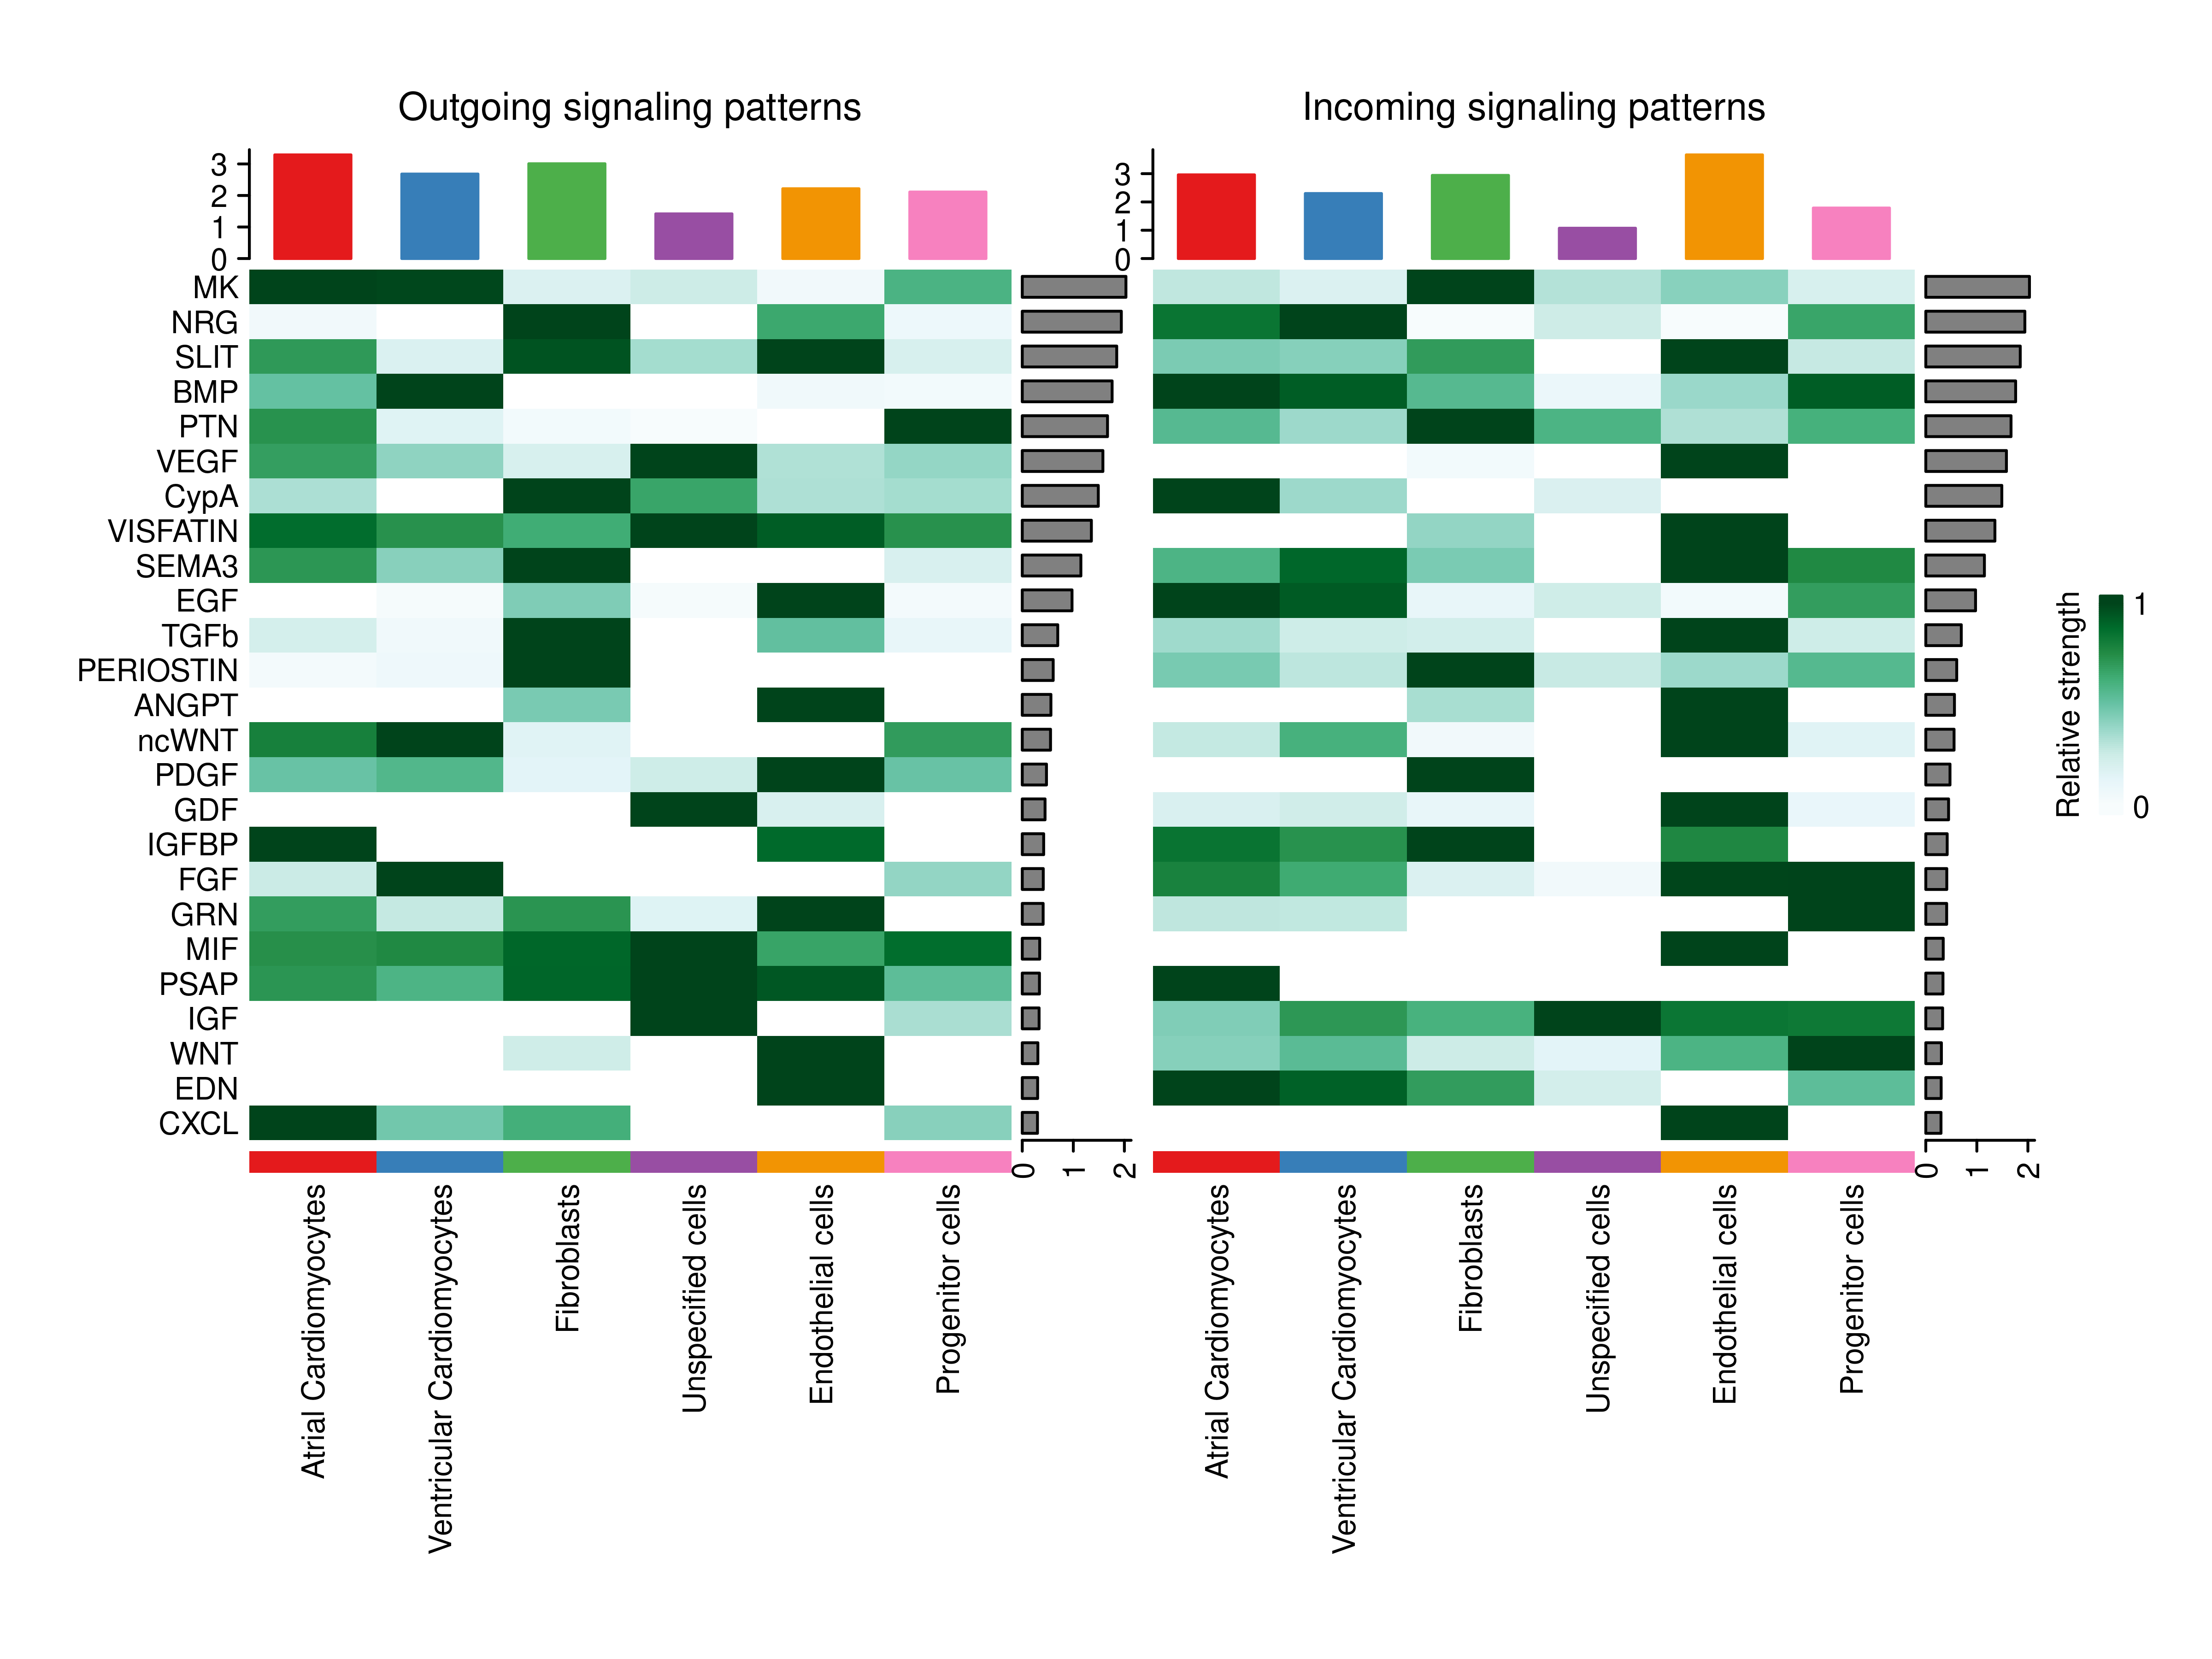 Outgoing signaling patterns
Incoming signaling patterns
3
2
1
0
3
2
1
0
MK
NRG
SLIT
BMP
PTN
VEGF
CypA
VISFATIN
SEMA3
EGF
TGFb
PERIOSTIN
ANGPT
ncWNT
PDGF
GDF
IGFBP
FGF
GRN
MIF
PSAP
IGF
WNT
EDN
CXCL
0
1
2
0
1
2
Atrial Cardiomyocytes
Ventricular Cardiomyocytes
Fibroblasts
Unspecified cells
Endothelial cells
Progenitor cells
Atrial Cardiomyocytes
Ventricular Cardiomyocytes
Fibroblasts
Unspecified cells
Endothelial cells
Progenitor cells
Relative strength
1
0